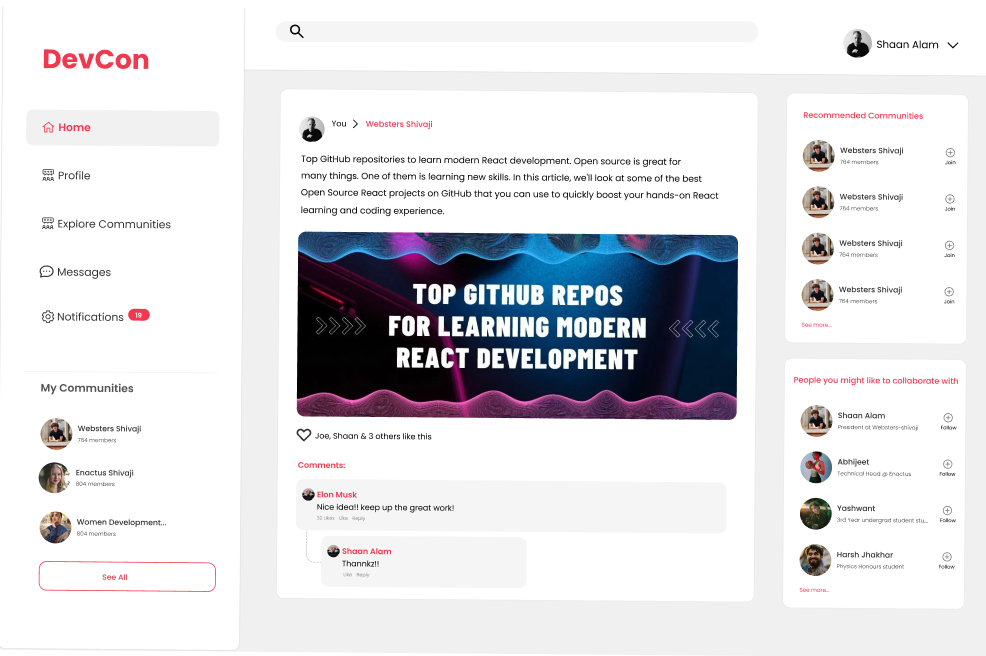 DevCon
Home
Profile
Explore Communities
Messages
Notifications 19
My Communities
Websters Shivaji
764 members
Enactus Shivaji
804 members
Women Development...
804 members
See All
Shaan Alam
You > Websters Shivaji
Top GitHub repositories to learn modern React development. Open source is great for
many things. One of them is learning new skills. In this article, we'll look at some of the best
Open Source React projects on GitHub that you can use to quickly boost your hands-on React
learning and coding experience.
TOP GITHUB REPOS
FOR LEARNING MODERN
REACT DEVELOPMENT
Joe, Shaan & 3 others like this
Comments:
Elon Musk
Nice idea!! keep up the great work!
32 Likes Like Reply
Shaan Alam
Thannkz!!
Like Reply
Recommended Communities
Websters Shivaji
764 members
Join
Websters Shivaji
764 members
Join
Websters Shivaji
764 members
Join
Websters Shivaji
764 members
Join
See more...
People you might like to collaborate with
Shaan Alam
President at Websters-shivaji
Follow
Abhijeet
Technical Head @ Enactus
Follow
Yashwant
3rd Year undergrad student stu...
Follow
Harsh Jhakhar
Physics Honours student
Follow
See more...